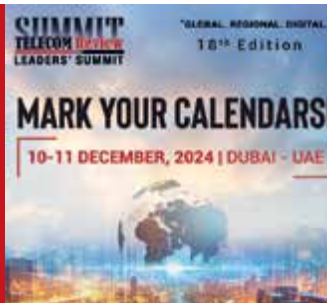 SUMMIT
TELECOM Review
LEADERS' SUMMIT
"GLOBAL. REGIONAL. DIGITAL.
18th Edition
MARK YOUR CALENDARS
10-11 DECEMBER, 2024 | DUBAI - UAE